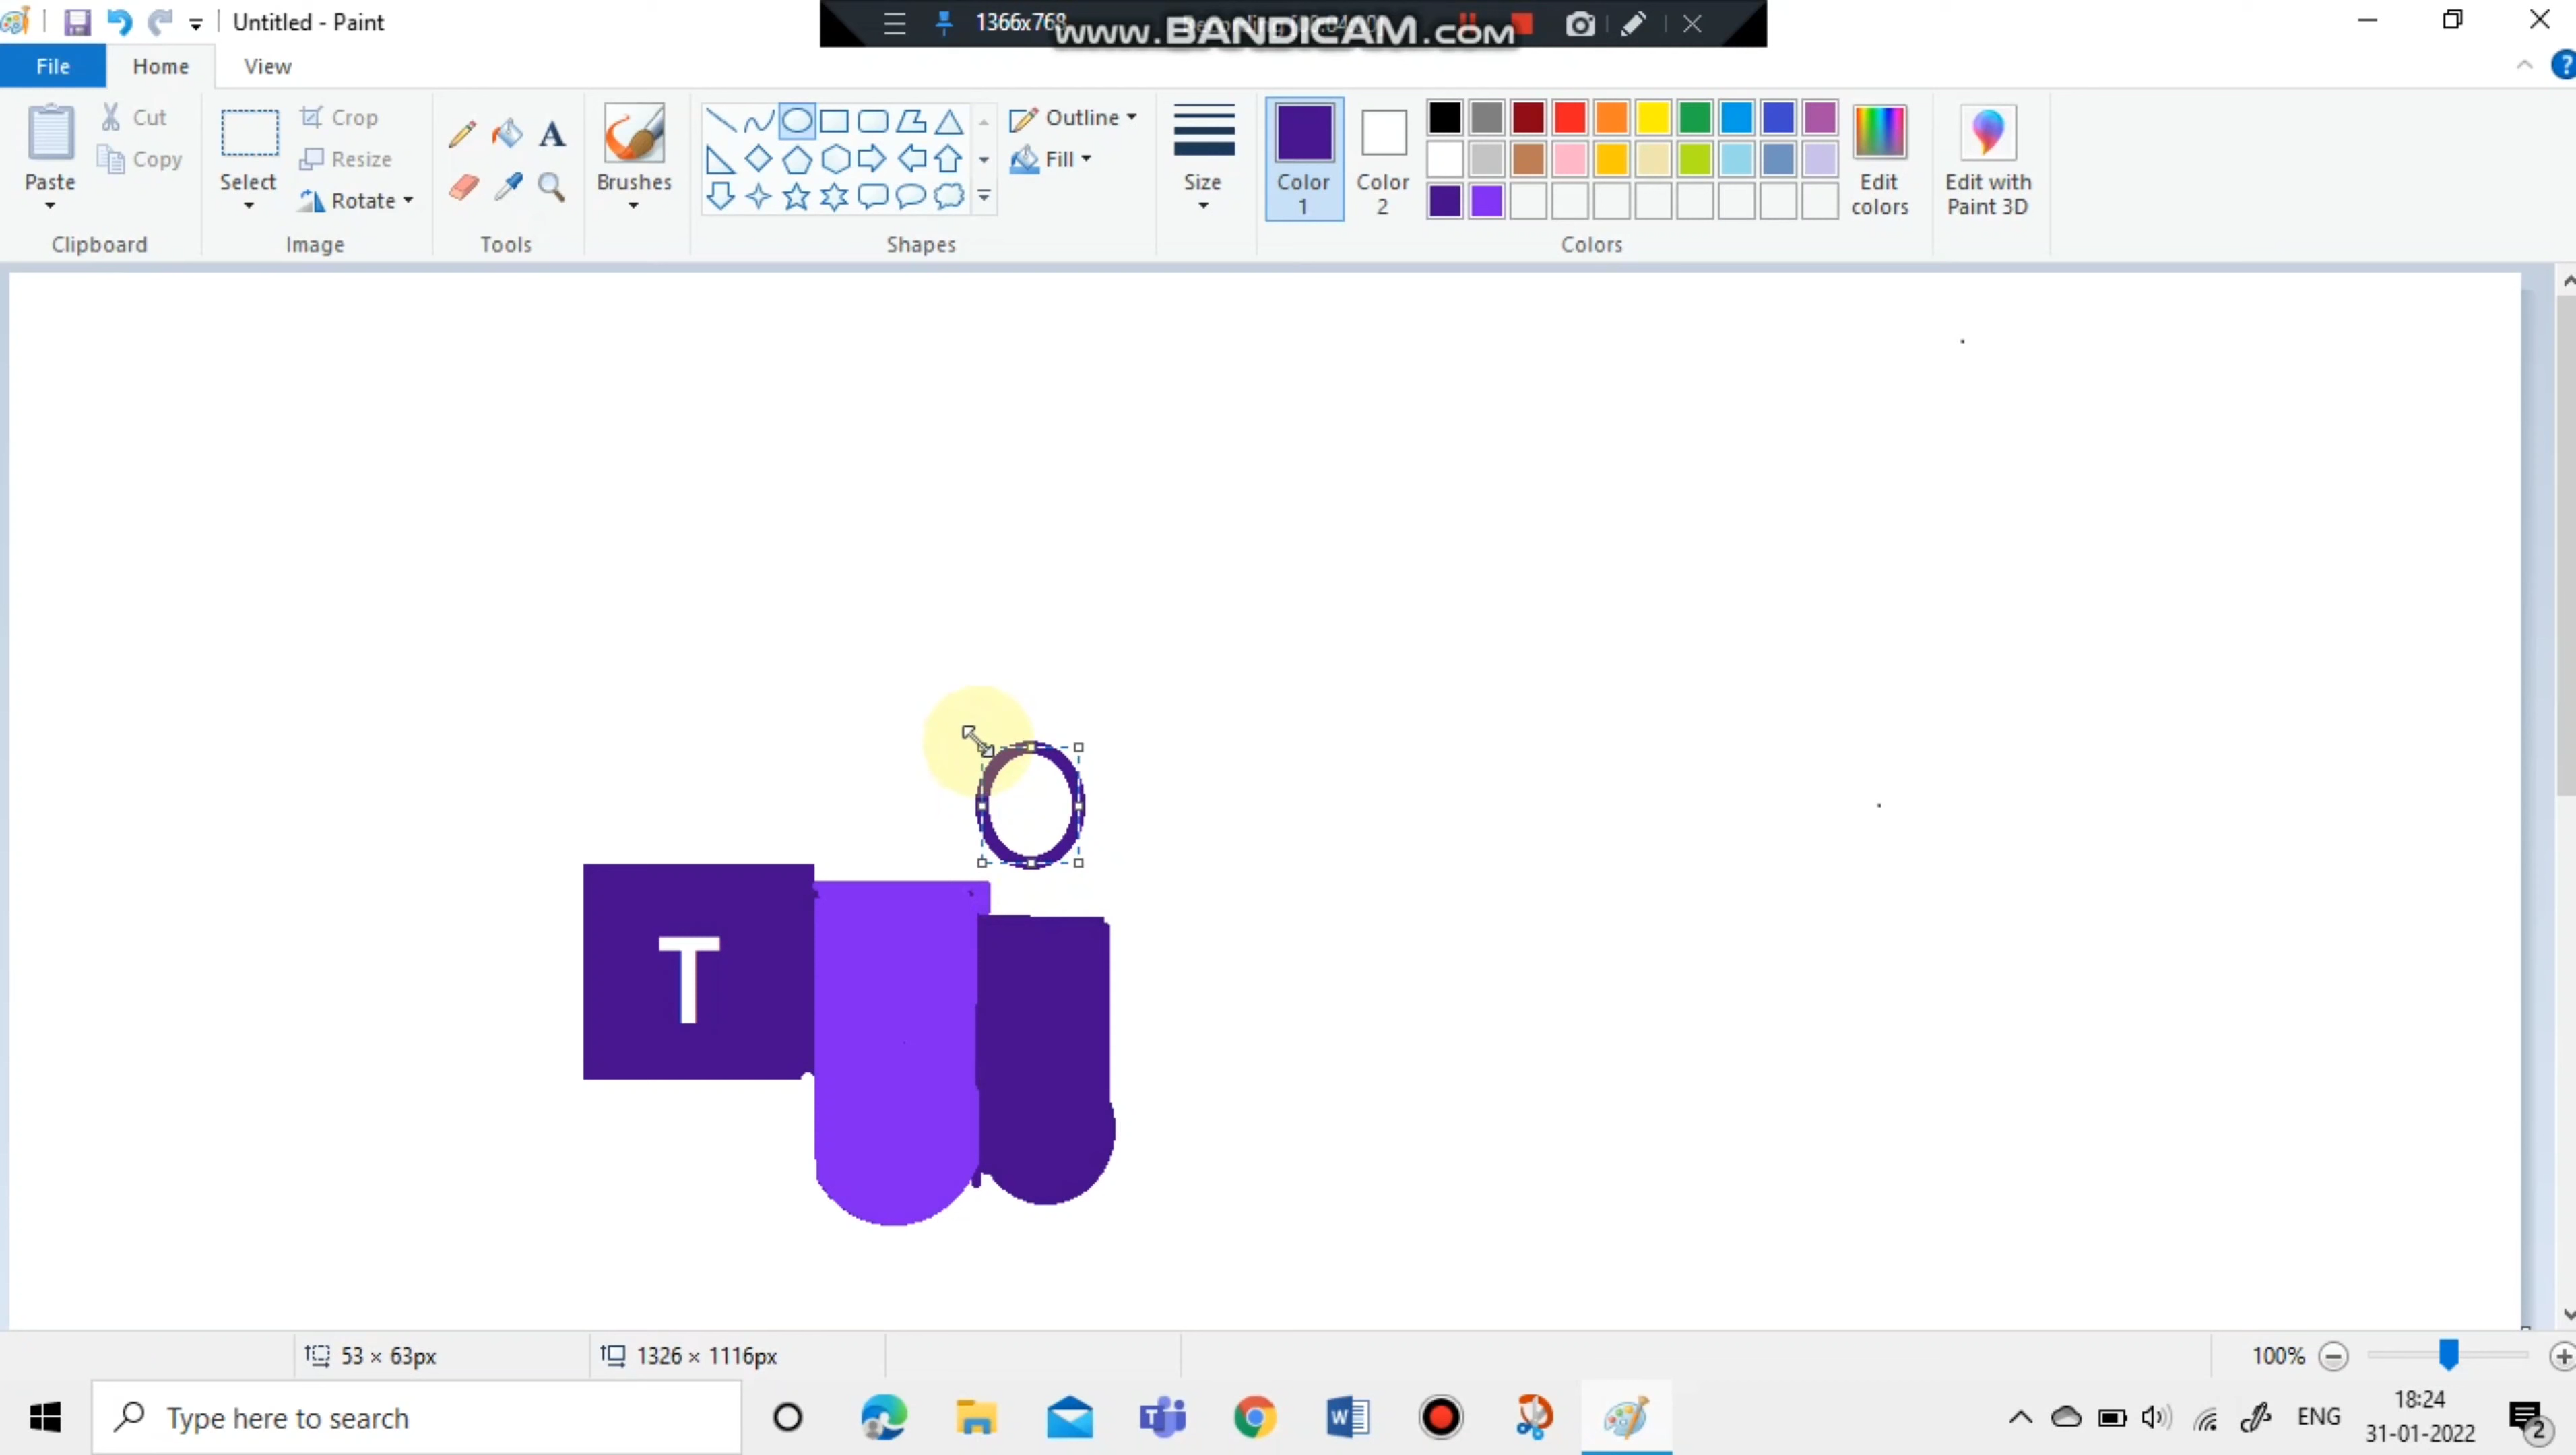 Untitled - Paint
1366x768
www.BANDICAM.com
File
Home
View
Paste
Cut
Copy
Clipboard
Select
Crop
Resize
Rotate
Image
A
Tools
Brushes
Shapes
Outline
Fill
Size
Color
1
Color
2
Colors
Edit
colors
Edit with
Paint 3D
?
T
53 × 63px
1326 × 1116px
100%
Type here to search
ENG
18:24
31-01-2022
2